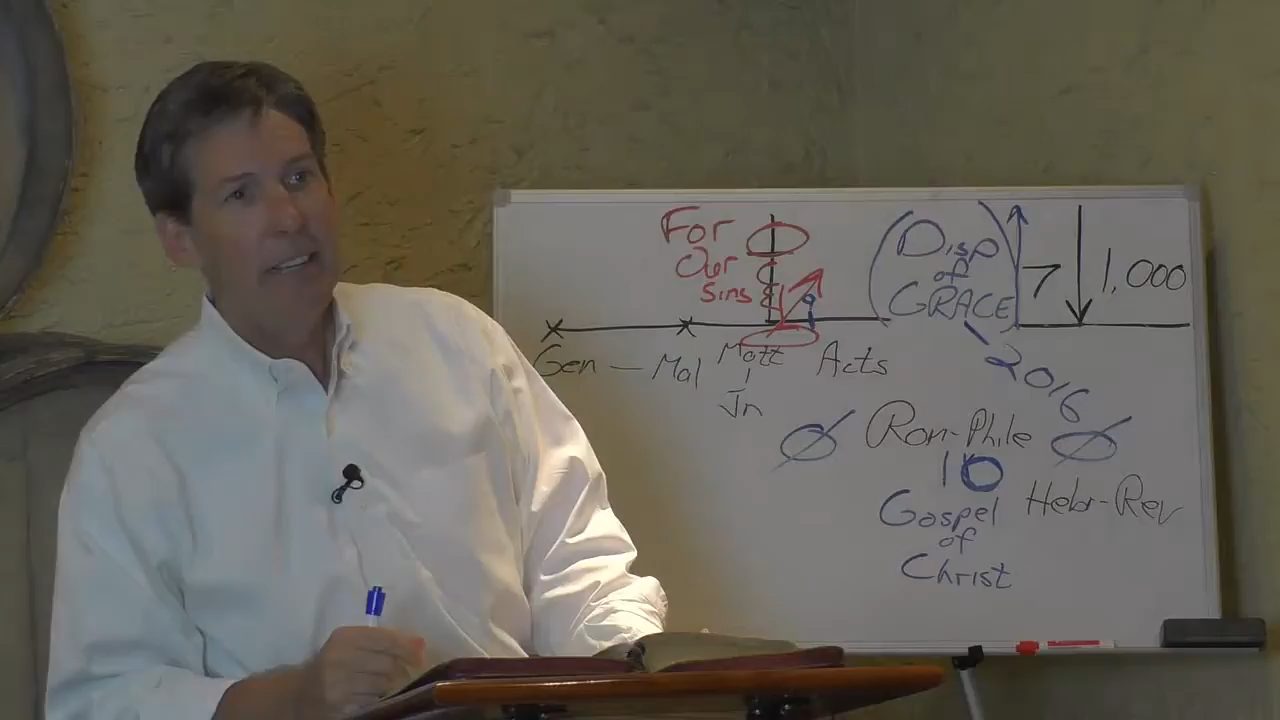 For
Our
Sins
(Disp
of
GRACE)
7
1,000
Gen - Mal
Matt
Jn
Acts
2016
Ø Rom-Phile Ø
10
Hebr-Rev
Gospel
of
Christ